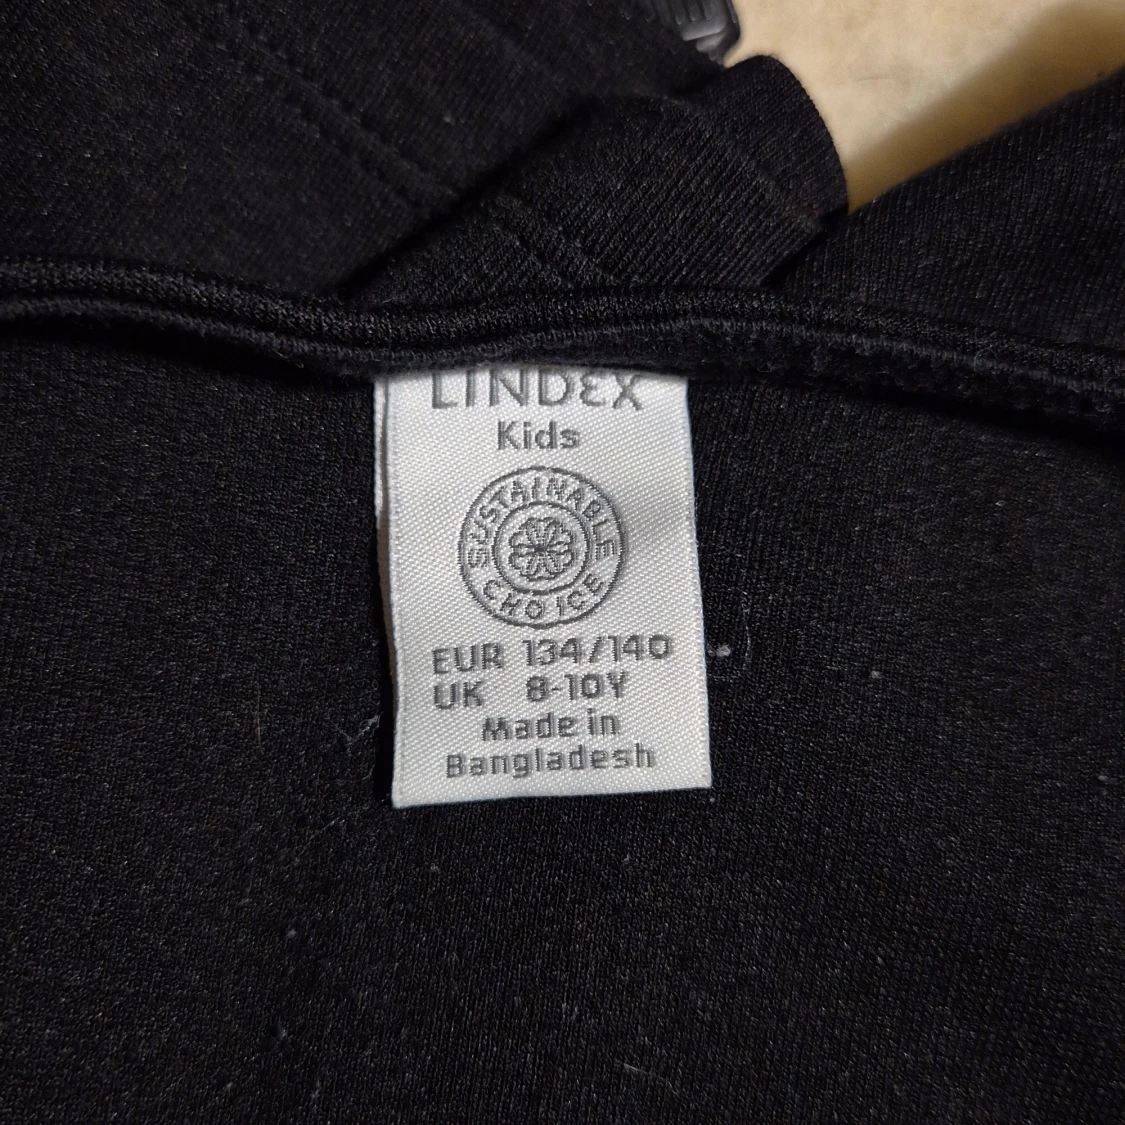 LINDEX
Kids
SUSTAINABLE
CHOICE
EUR 134/140
UK 8-10Y
Made in
Bangladesh